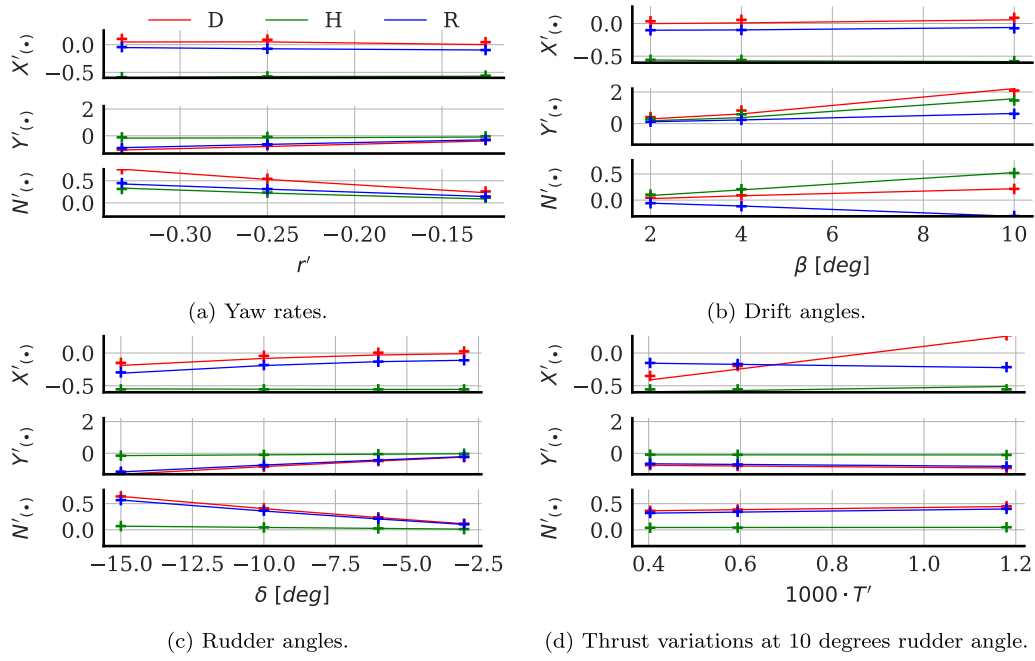 D H R
X′(•)
0.0
−0.5
Y′(•)
2
0
N′(•)
0.5
0.0
−0.30 −0.25 −0.20 −0.15
r′
(a) Yaw rates.
X′(•)
0.0
−0.5
Y′(•)
2
0
N′(•)
0.5
0.0
2 4 6 8 10
β [deg]
(b) Drift angles.
X′(•)
0.0
−0.5
Y′(•)
2
0
N′(•)
0.5
0.0
−15.0 −12.5 −10.0 −7.5 −5.0 −2.5
δ [deg]
(c) Rudder angles.
X′(•)
0.0
−0.5
Y′(•)
2
0
N′(•)
0.5
0.0
0.4 0.6 0.8 1.0 1.2
1000 · T′
(d) Thrust variations at 10 degrees rudder angle.